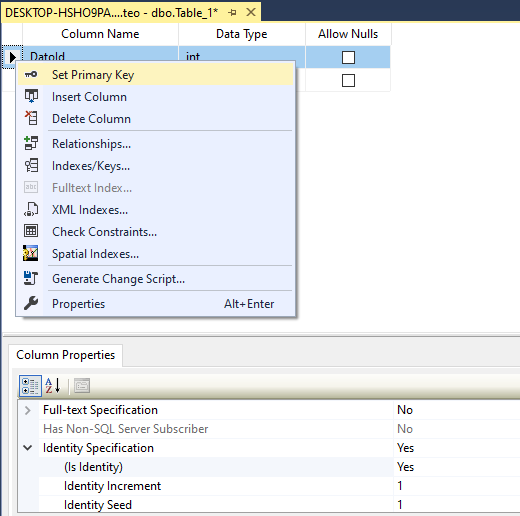 DESKTOP-HSHO9PA....teo - dbo.Table_1*
Column Name Data Type Allow Nulls
DatoId int
Set Primary Key
Insert Column
Delete Column
Relationships...
Indexes/Keys...
abc Fulltext Index...
XML Indexes...
Check Constraints...
Spatial Indexes...
Generate Change Script...
Properties Alt+Enter
Column Properties
A Z
Full-text Specification No
Has Non-SQL Server Subscriber No
Identity Specification Yes
(Is Identity) Yes
Identity Increment 1
Identity Seed 1